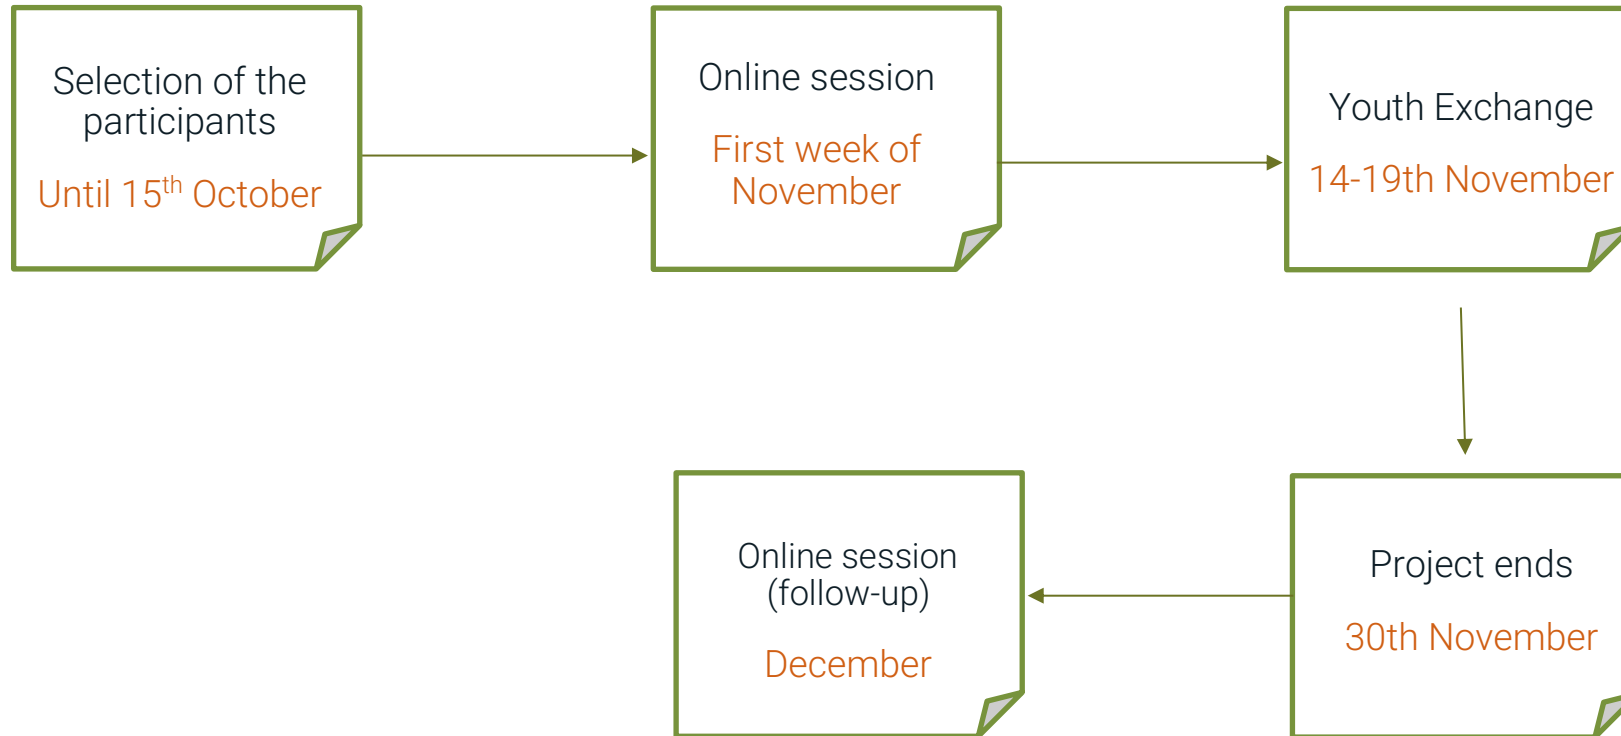 Selection of the
participants
Until 15th October
Online session
First week of
November
Youth Exchange
14-19th November
Online session
(follow-up)
December
Project ends
30th November